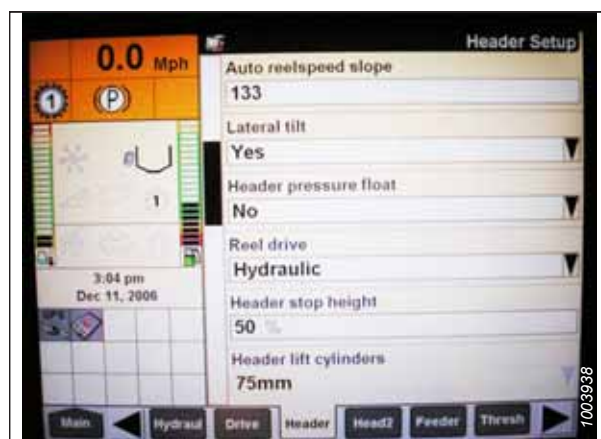 0.0 Mph
1
(P)
1
3:04 pm
Dec 11, 2006
GPS
Header Setup
Auto reelspeed slope
133
Lateral tilt
Yes
Header pressure float
No
Reel drive
Hydraulic
Header stop height
50 %
Header lift cylinders
75mm
Main
Hydraul
Drive
Header
Head2
Feeder
Thresh
1003938